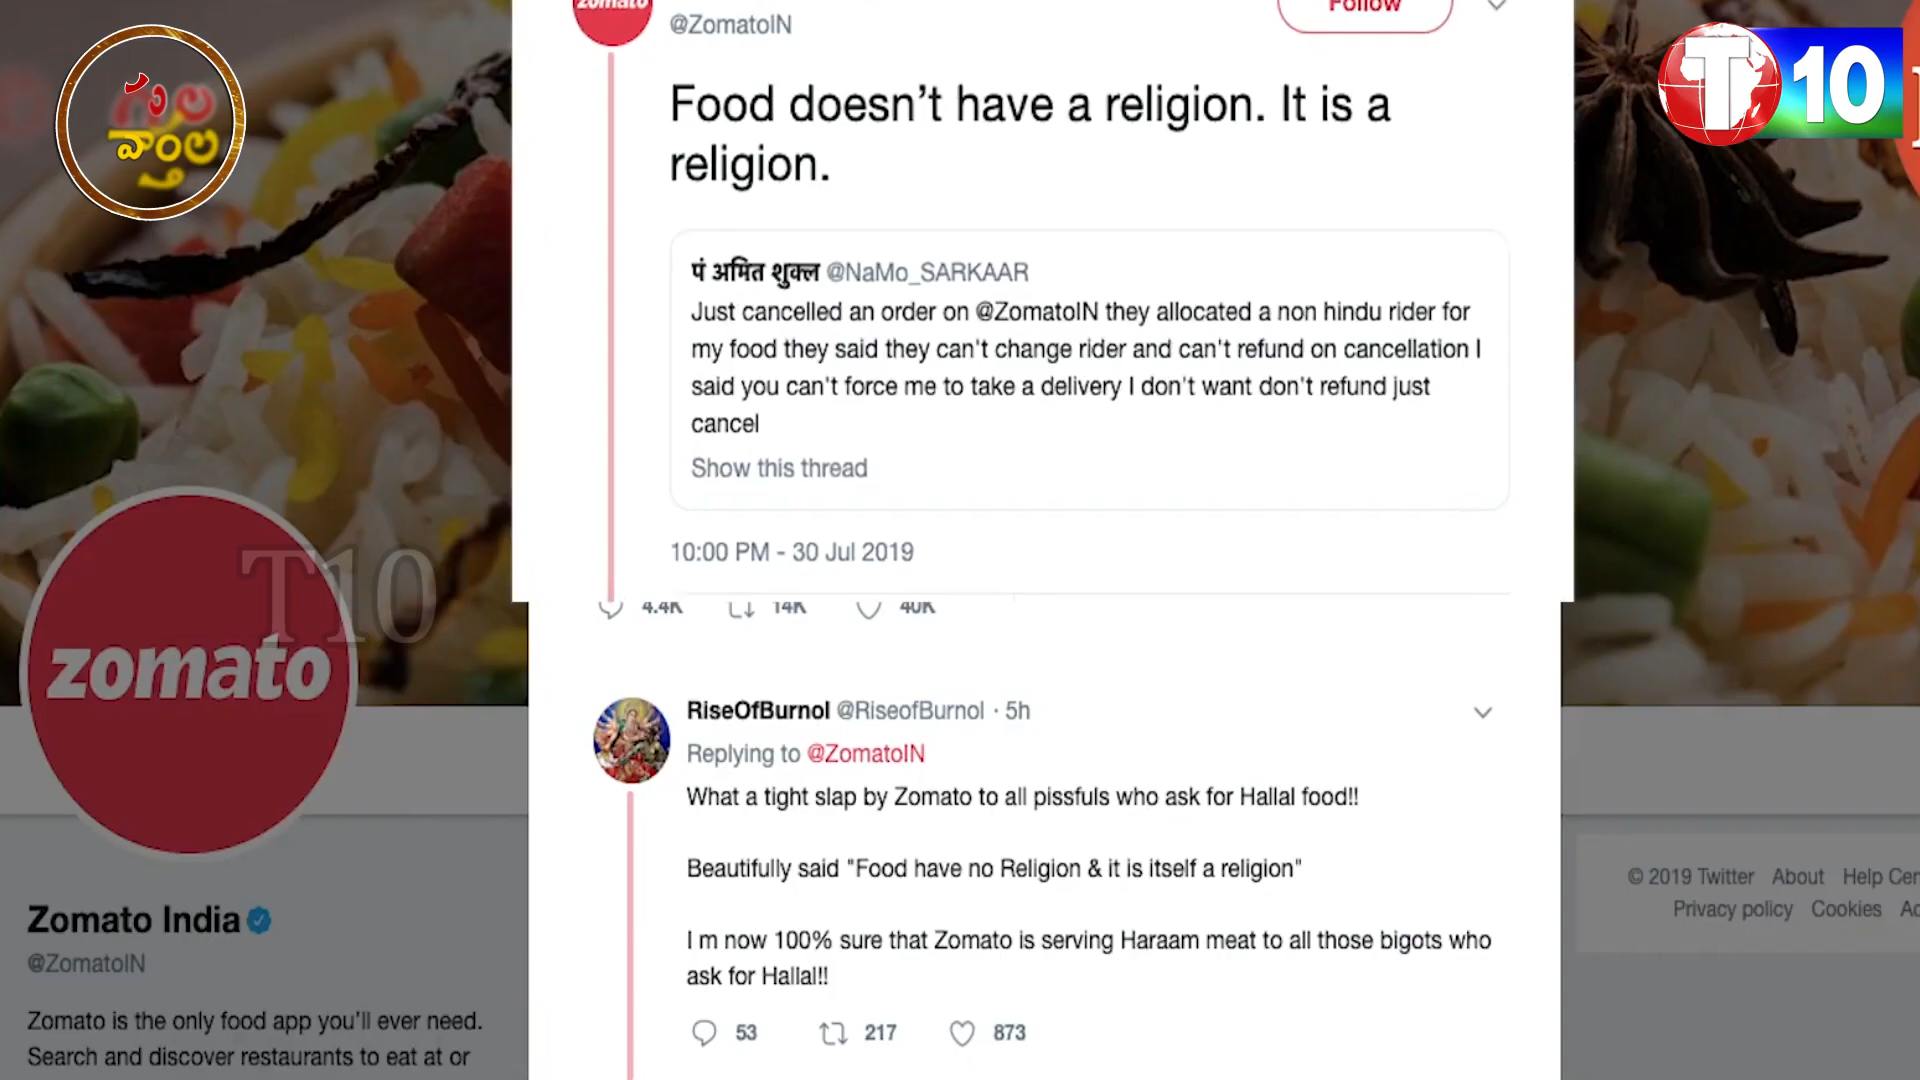 zomato
@ZomatoIN
Follow
Food doesn't have a religion. It is a
religion.
पं अमित शुक्ल @NaMo_SARKAAR
Just cancelled an order on @ZomatoIN they allocated a non hindu rider for
my food they said they can't change rider and can't refund on cancellation I
said you can't force me to take a delivery I don't want don't refund just
cancel
Show this thread
10:00 PM - 30 Jul 2019
4.4K 14K 40K
RiseOfBurnol @RiseofBurnol · 5h
Replying to @ZomatoIN
What a tight slap by Zomato to all pissfuls who ask for Hallal food!!
Beautifully said "Food have no Religion & it is itself a religion"
I m now 100% sure that Zomato is serving Haraam meat to all those bigots who
ask for Hallal!!
53 217 873
T10
T10
zomato
Zomato India
@ZomatoIN
Zomato is the only food app you'll ever need.
Search and discover restaurants to eat at or
© 2019 Twitter About Help
Privacy policy Cookies